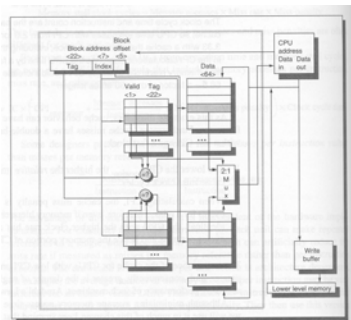 Block
Block address offset
<22> <7> <5>
Tag Index
CPU
address
Data Data
in out
Data
<64>
Valid Tag
<1> <22>
...
...
2:1
M
u
x
=?
=?
...
...
Write
buffer
Lower level memory